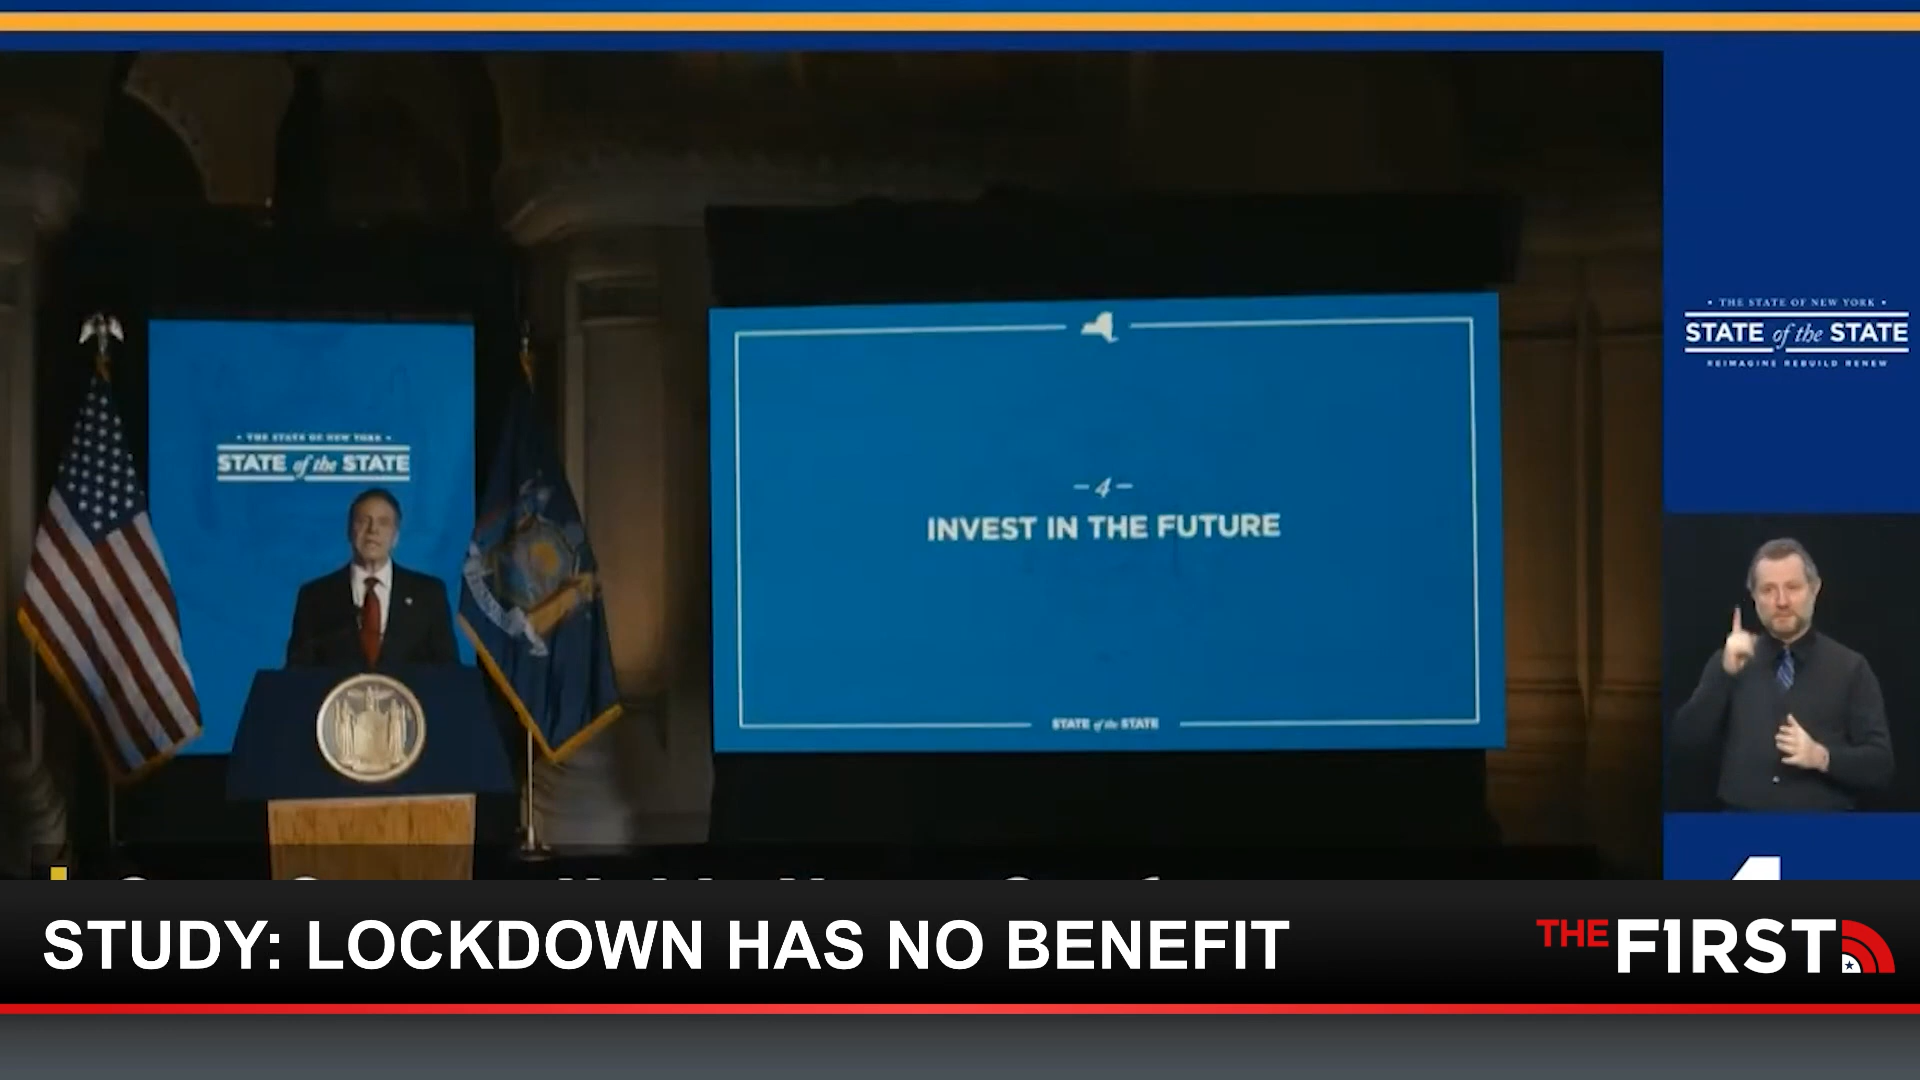 • THE STATE OF NEW YORK •
STATE of the STATE
REIMAGINE REBUILD RENEW
• THE STATE OF NEW YORK •
STATE of the STATE
– 4 –
INVEST IN THE FUTURE
STATE of the STATE
STUDY: LOCKDOWN HAS NO BENEFIT
THE F1RST